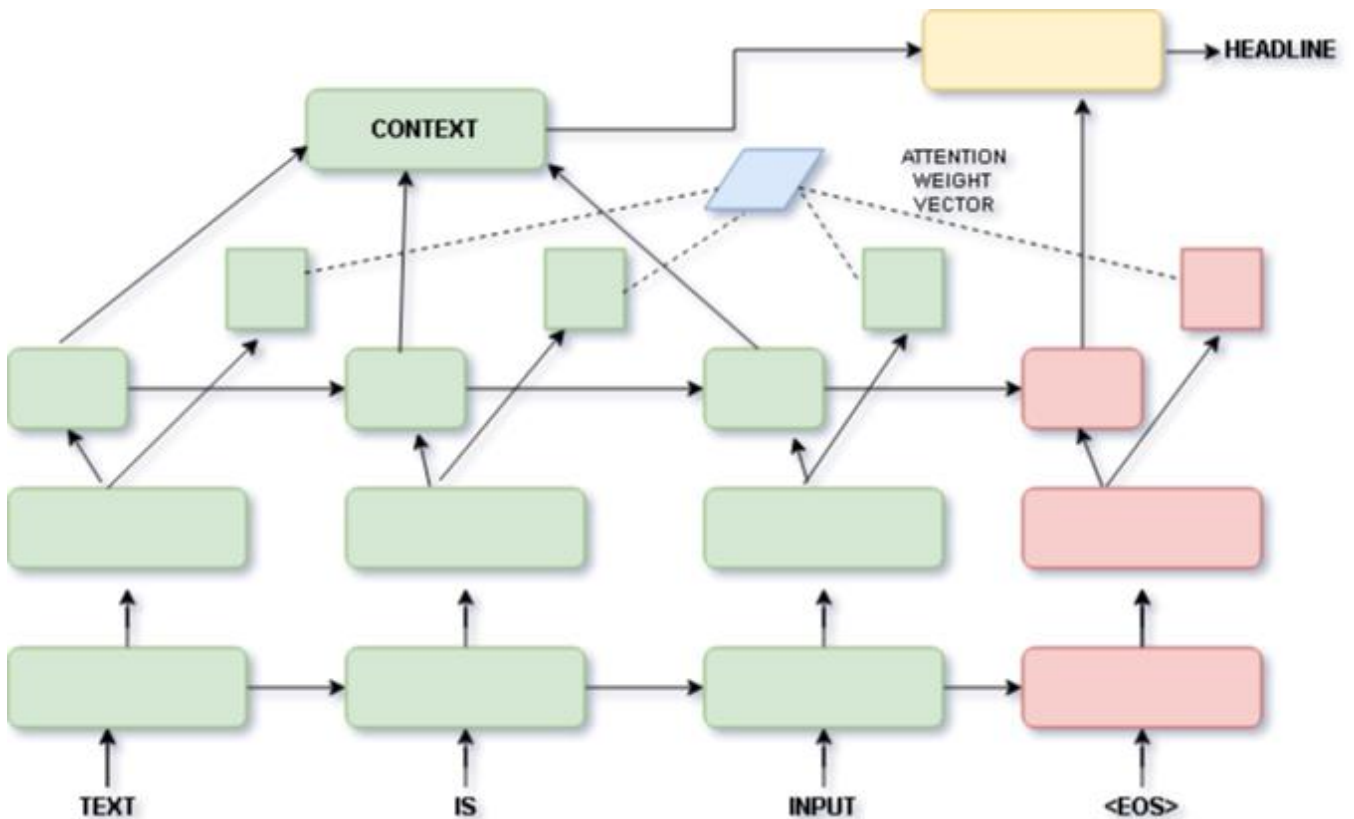 HEADLINE
CONTEXT
ATTENTION
WEIGHT
VECTOR
TEXT
IS
INPUT
<EOS>